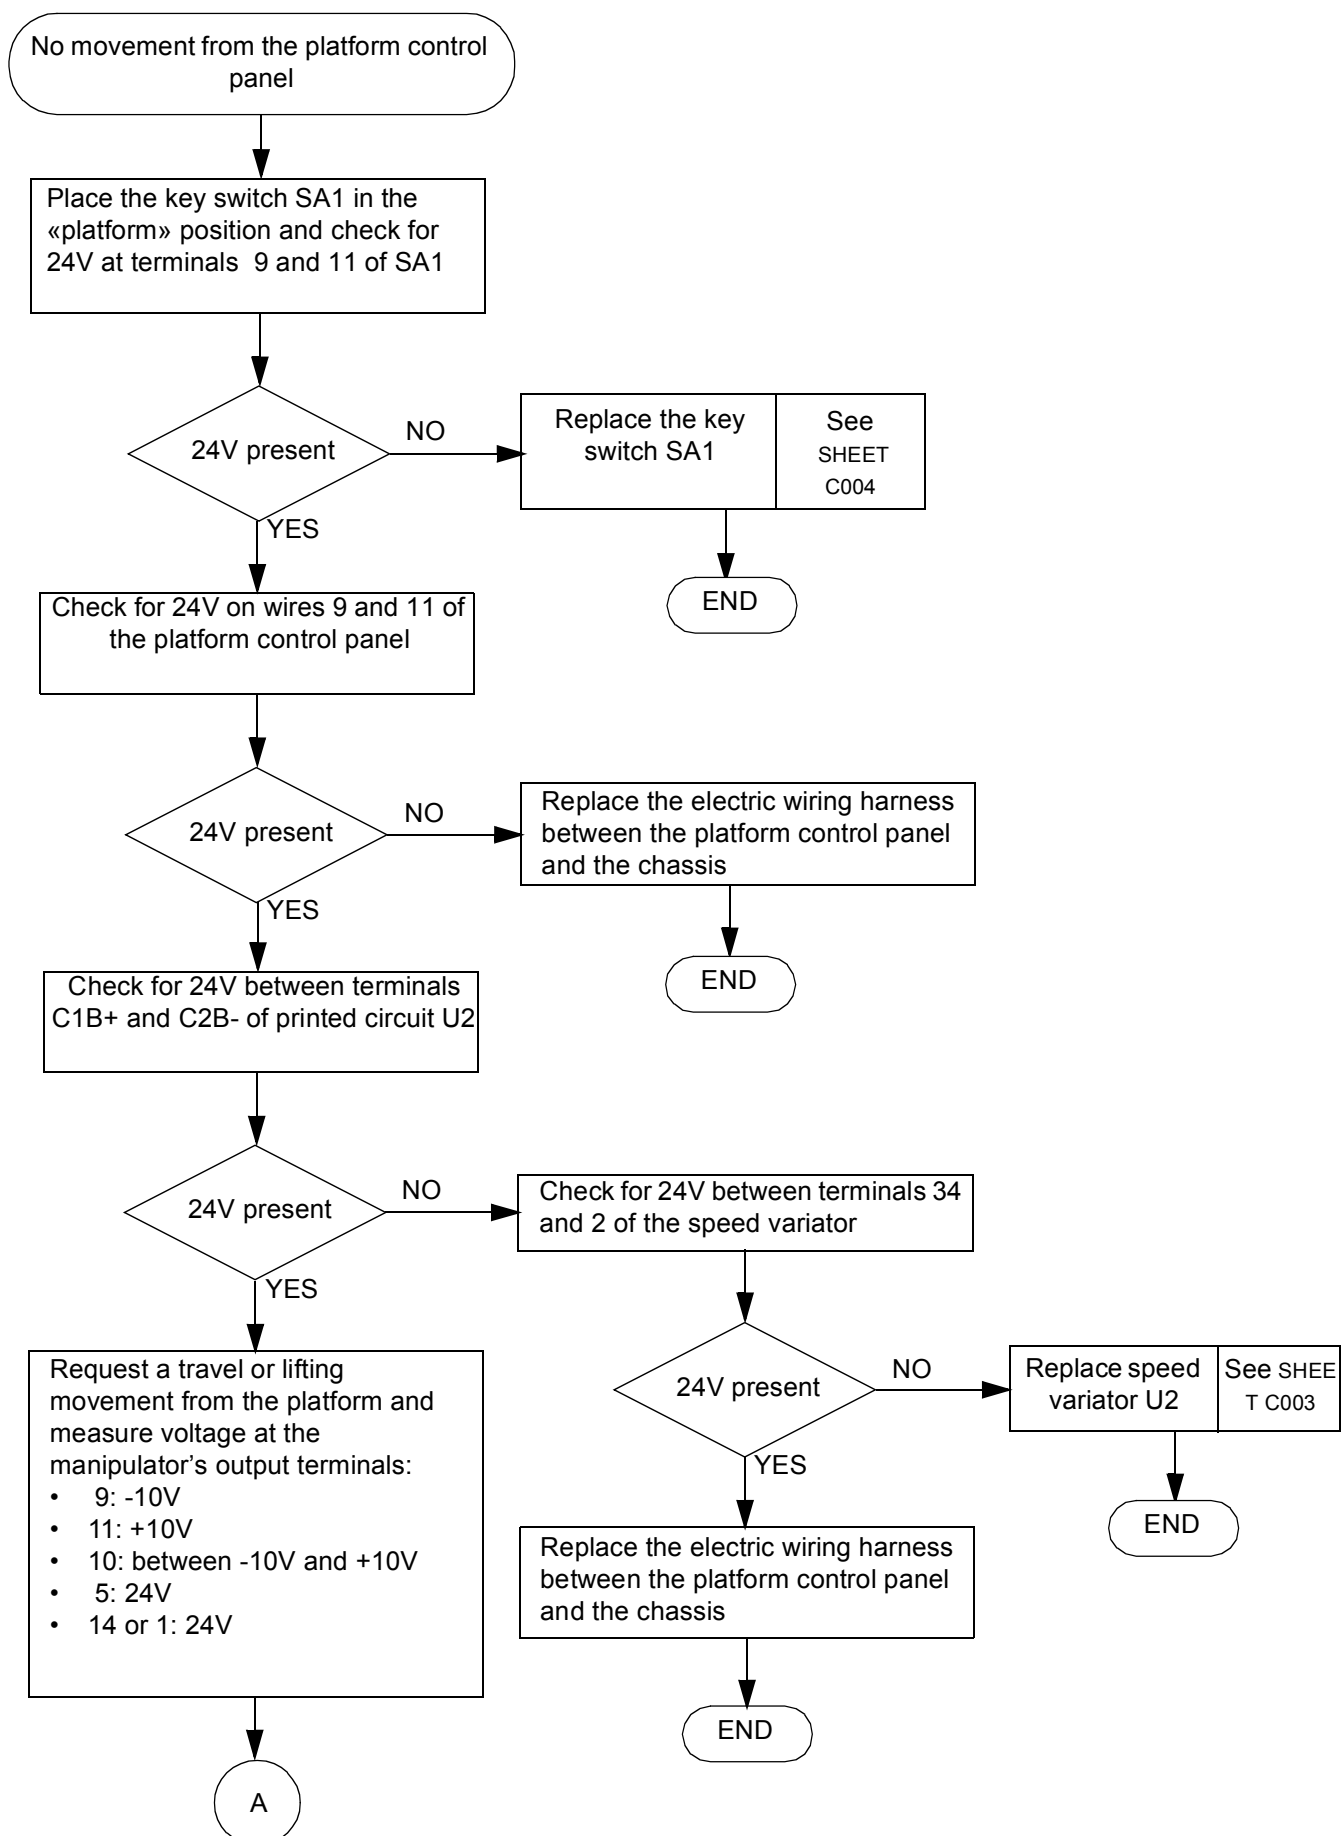 No movement from the platform control
panel
Place the key switch SA1 in the
«platform» position and check for
24V at terminals  9 and 11 of SA1
24V present
NO
Replace the key
switch SA1
See
SHEET
C004
YES
END
Check for 24V on wires 9 and 11 of
the platform control panel
24V present
NO
Replace the electric wiring harness
between the platform control panel
and the chassis
YES
END
Check for 24V between terminals
C1B+ and C2B- of printed circuit U2
24V present
NO
Check for 24V between terminals 34
and 2 of the speed variator
YES
24V present
NO
Replace speed
variator U2
See SHEE
T C003
YES
END
Request a travel or lifting
movement from the platform and
measure voltage at the
manipulator’s output terminals:
• 9: -10V
• 11: +10V
• 10: between -10V and +10V
• 5: 24V
• 14 or 1: 24V
Replace the electric wiring harness
between the platform control panel
and the chassis
END
A